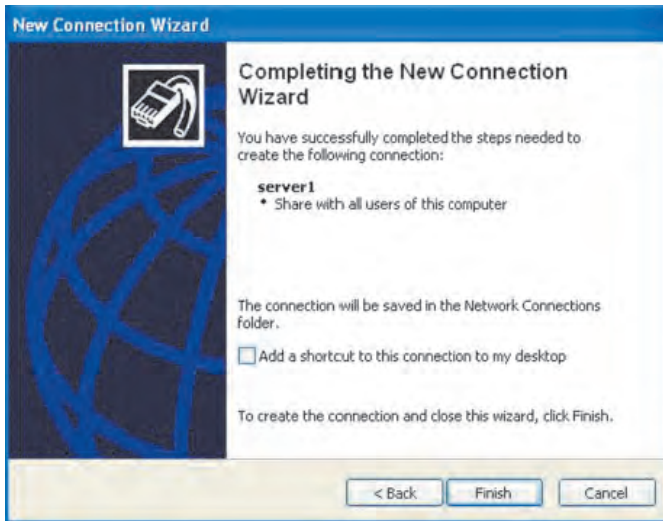 New Connection Wizard
Completing the New Connection
Wizard
You have successfully completed the steps needed to
create the following connection:
server1
• Share with all users of this computer
The connection will be saved in the Network Connections
folder.
Add a shortcut to this connection to my desktop
To create the connection and close this wizard, click Finish.
< Back Finish Cancel